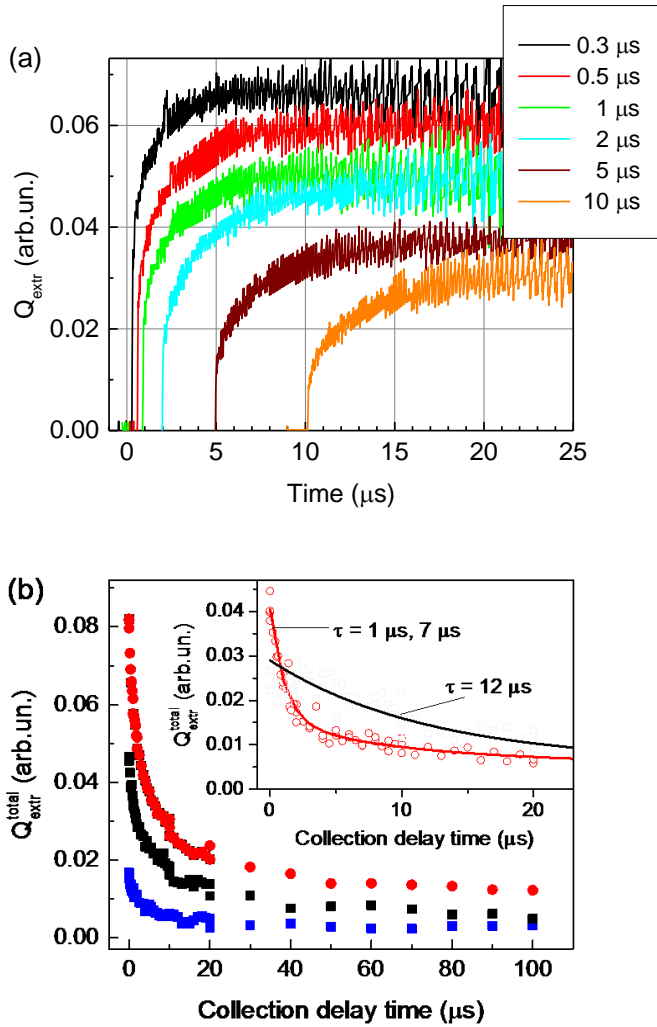 (a)
0.3 μs
0.5 μs
1 μs
2 μs
5 μs
10 μs
0.06
0.04
0.02
0.00
Q_extr (arb.un.)
0 5 10 15 20 25
Time (μs)
(b)
0.08
0.06
0.04
0.02
0.00
Q_extr^total (arb.un.)
0.04
0.03
0.02
0.01
0.00
Q_extr^total (arb.un.)
τ = 1 μs, 7 μs
τ = 12 μs
0 10 20
Collection delay time (μs)
0 20 40 60 80 100
Collection delay time (μs)